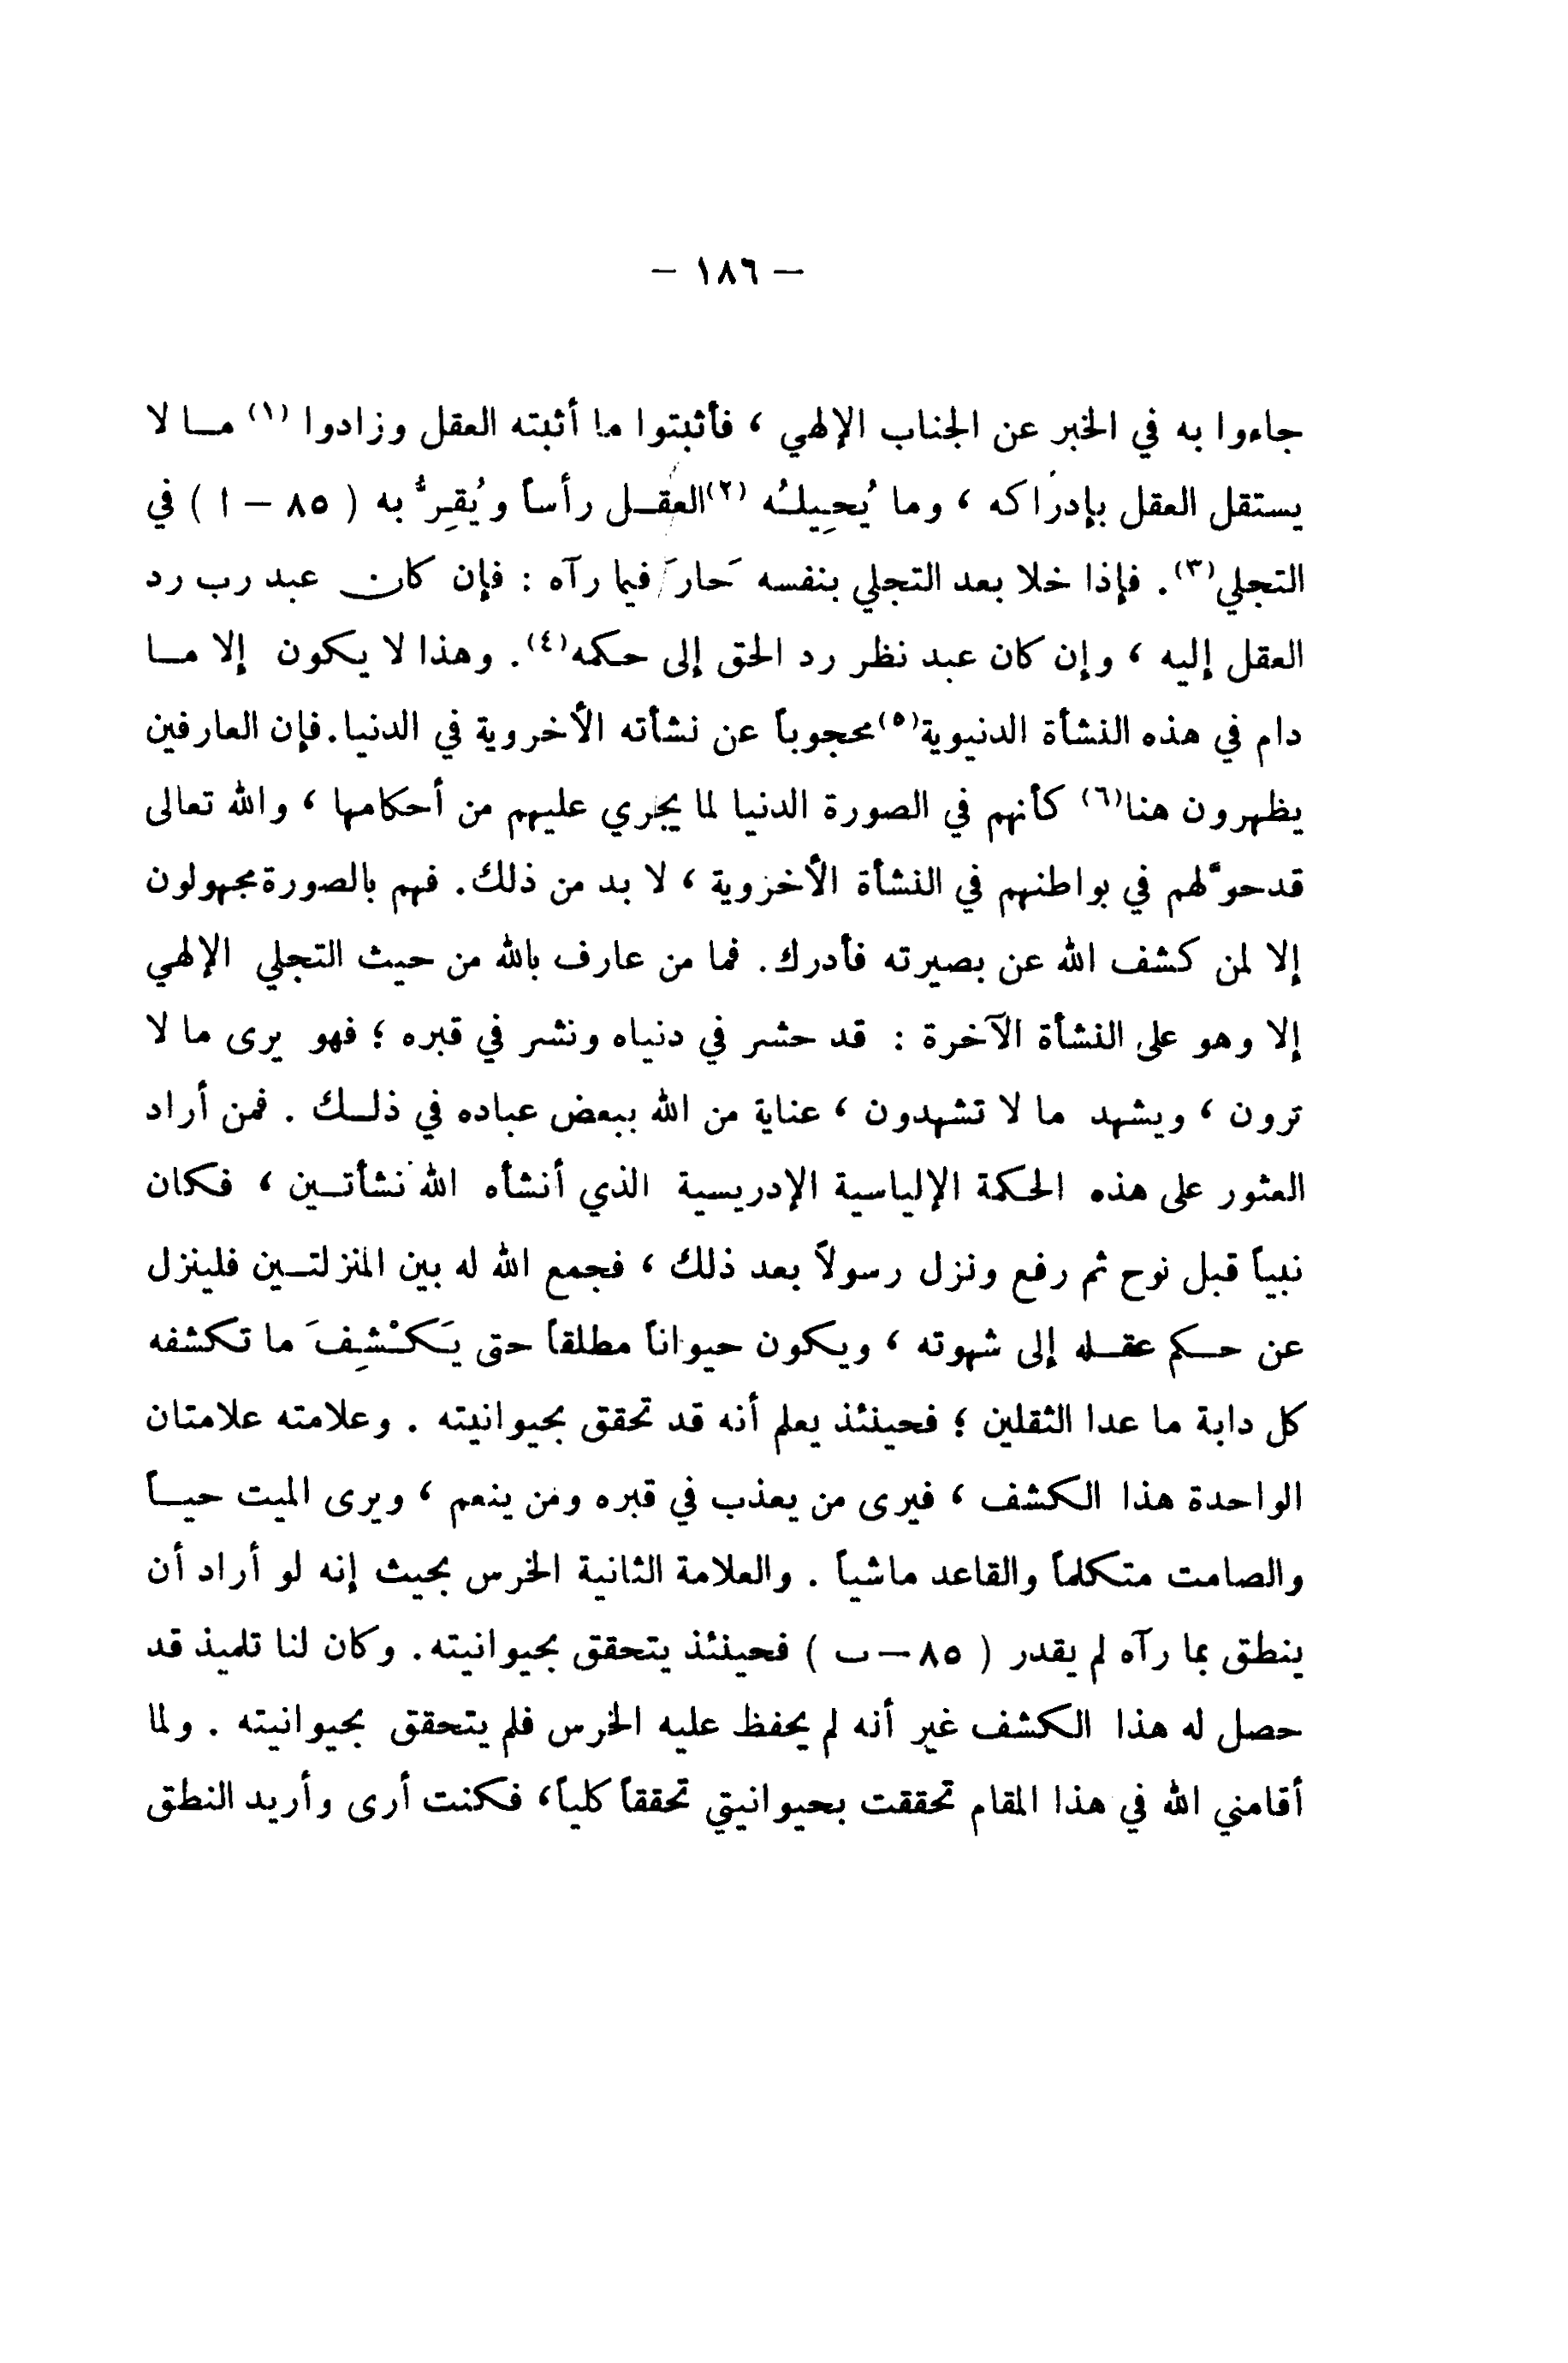 – ١٨٦ –
جاءوا به في الخبر عن الجناب الإلهي ، فأثبتوا ما أثبته العقل وزادوا (١) مـا لا
يستقل العقل بإدراكه ، وما يُحِيلُه (٢) العقـل رأساً ويُقِرُّ به ( ٨٥ – ا ) في
التجلي (٣). فإذا خلا بعد التجلي بنفسه حَارَ فيما رآه : فإن كان عبد رب رد
العقل إليه ، وإن كان عبد نظر رد الحق إلى حكمه (٤). وهذا لا يكون إلا مـا
دام في هذه النشأة الدنيوية (٥) محجوباً عن نشأته الأخروية في الدنيا. فإن العارفين
يظهرون هنا (٦) كأنهم في الصورة الدنيا لما يجري عليهم من أحكامها ، والله تعالى
قد حوَّلهم في بواطنهم في النشأة الأخروية ، لا بد من ذلك. فهم بالصورة مجهولون
إلا لمن كشف الله عن بصيرته فأدرك. فما من عارف بالله من حيث التجلي الإلهي
إلا وهو على النشأة الآخرة : قد حشر في دنياه ونشر في قبره ؛ فهو يرى ما لا
ترون ، ويشهد ما لا تشهدون ، عناية من الله ببعض عباده في ذلـك . فمن أراد
العثور على هذه الحكمة الإلياسية الإدريسية الذي أنشأه الله نشأتـين ، فكان
نبياً قبل نوح ثم رفع ونزل رسولاً بعد ذلك ، فجمع الله له بين المنزلتـين فلينزل
عن حـكم عقـله إلى شهوته ، ويكون حيواناً مطلقاً حتى يَكْشِفَ ما تكشفه
كل دابة ما عدا الثقلين ؛ فحينئذ يعلم أنه قد تحقق بحيوانيته . وعلامته علامتان
الواحدة هذا الكشف ، فيرى من يعذب في قبره ومن ينعم ، ويرى الميت حيـاً
والصامت متكلماً والقاعد ماشياً . والعلامة الثانية الخرس بحيث إنه لو أراد أن
ينطق بما رآه لم يقدر ( ٨٥ – ب ) فحينئذ يتحقق بحيوانيته. وكان لنا تلميذ قد
حصل له هذا الكشف غير أنه لم يحفظ عليه الخرس فلم يتحقق بحيوانيته . ولما
أقامني الله في هذا المقام تحققت بحيوانيتي تحققاً كلياً، فكنت أرى وأريد النطق